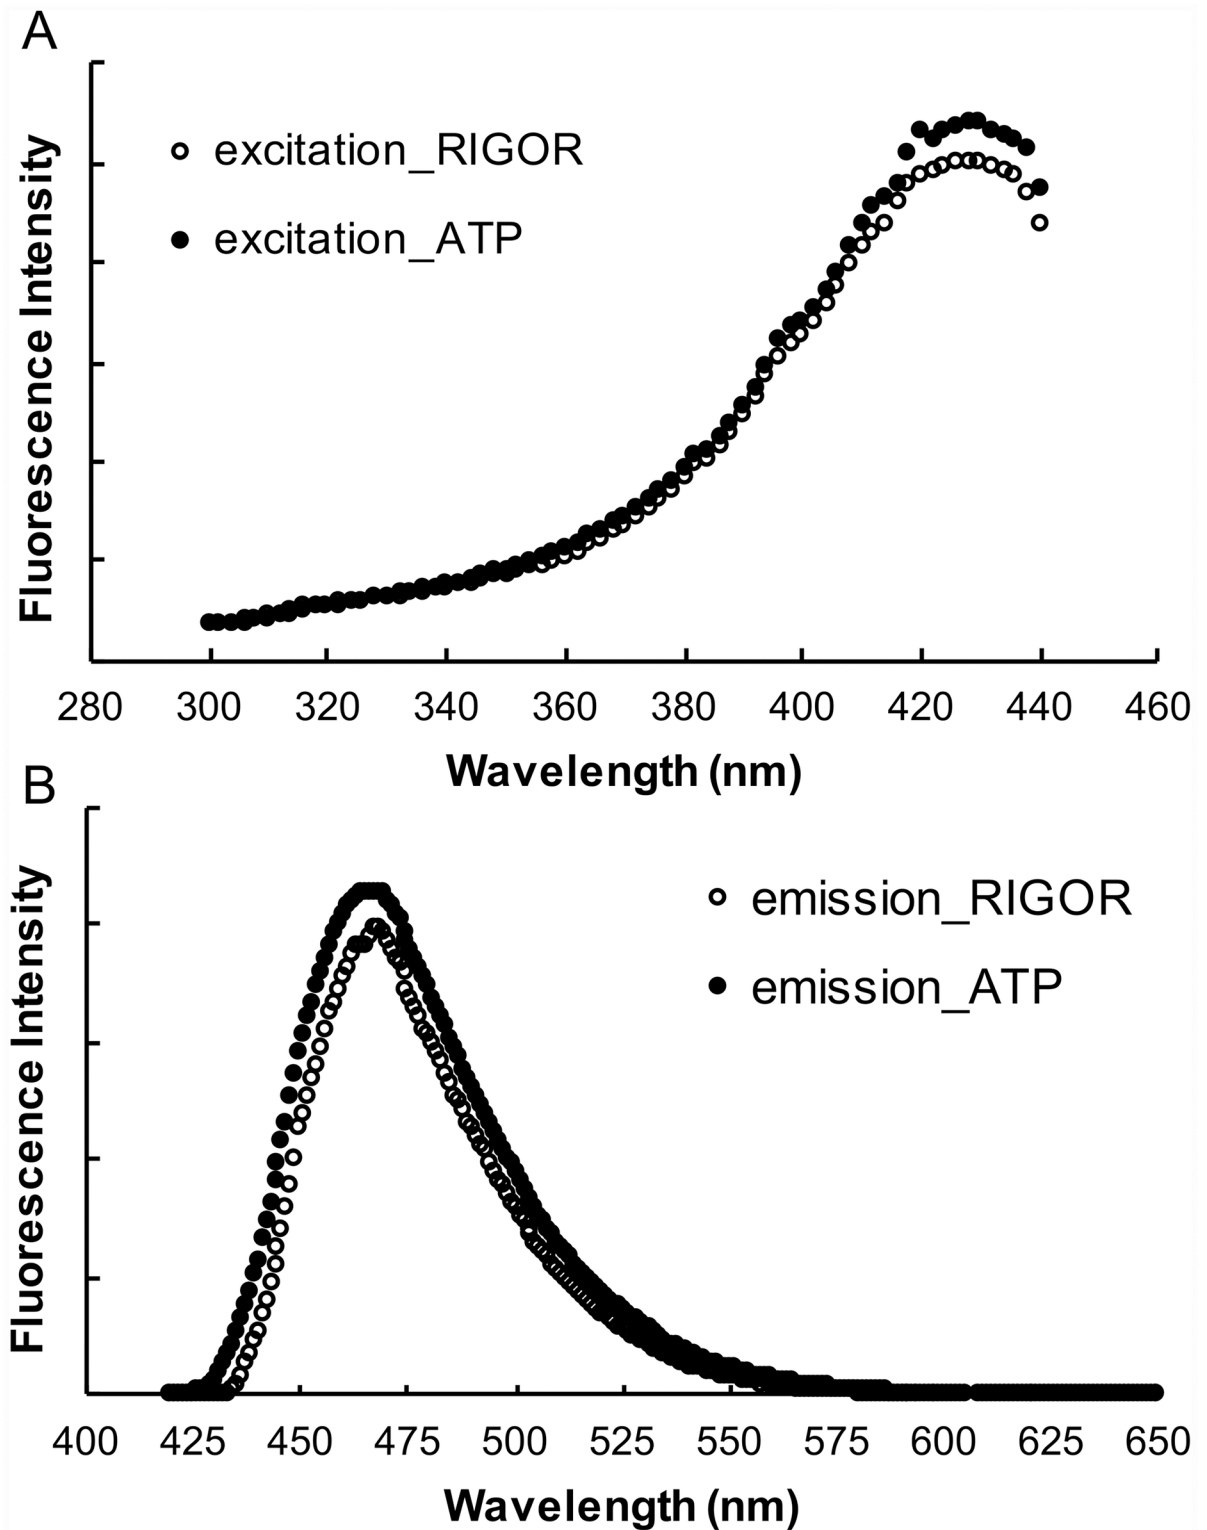 A
Fluorescence Intensity
excitation_RIGOR
excitation_ATP
280 300 320 340 360 380 400 420 440 460
Wavelength (nm)
B
Fluorescence Intensity
emission_RIGOR
emission_ATP
400 425 450 475 500 525 550 575 600 625 650
Wavelength (nm)